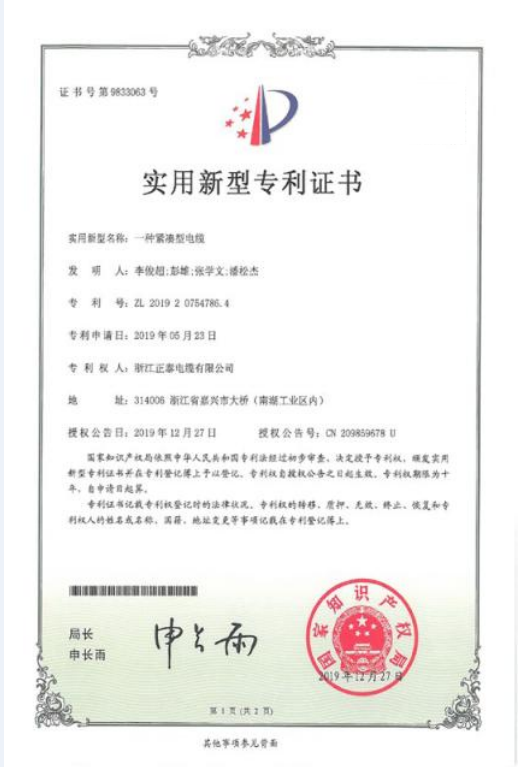 证书号第9833063号
实用新型专利证书
实用新型名称：一种紧凑型电缆
发 明 人：李俊超;彭雄;张学文;潘松杰
专 利 号：ZL 2019 2 0754786.4
专利申请日：2019年05月23日
专 利 权 人：浙江正泰电缆有限公司
地 址：314006 浙江省嘉兴市大桥（南湖工业区内）
授权公告日：2019年12月27日 授权公告号：CN 209859678 U
国家知识产权局依照中华人民共和国专利法经过初步审查，决定授予专利权，颁发实用
新型专利证书并在专利登记簿上予以登记。专利权自授权公告之日起生效。专利权期限为十
年，自申请日起算。
专利证书记载专利权登记时的法律状况。专利权的转移、质押、无效、终止、恢复和专
利权人的姓名或名称、国籍、地址变更等事项记载在专利登记簿上。
局长
申长雨
申长雨
国家知识产权局
2019年12月27日
第 1 页 (共 2 页)
其他事项参见背面